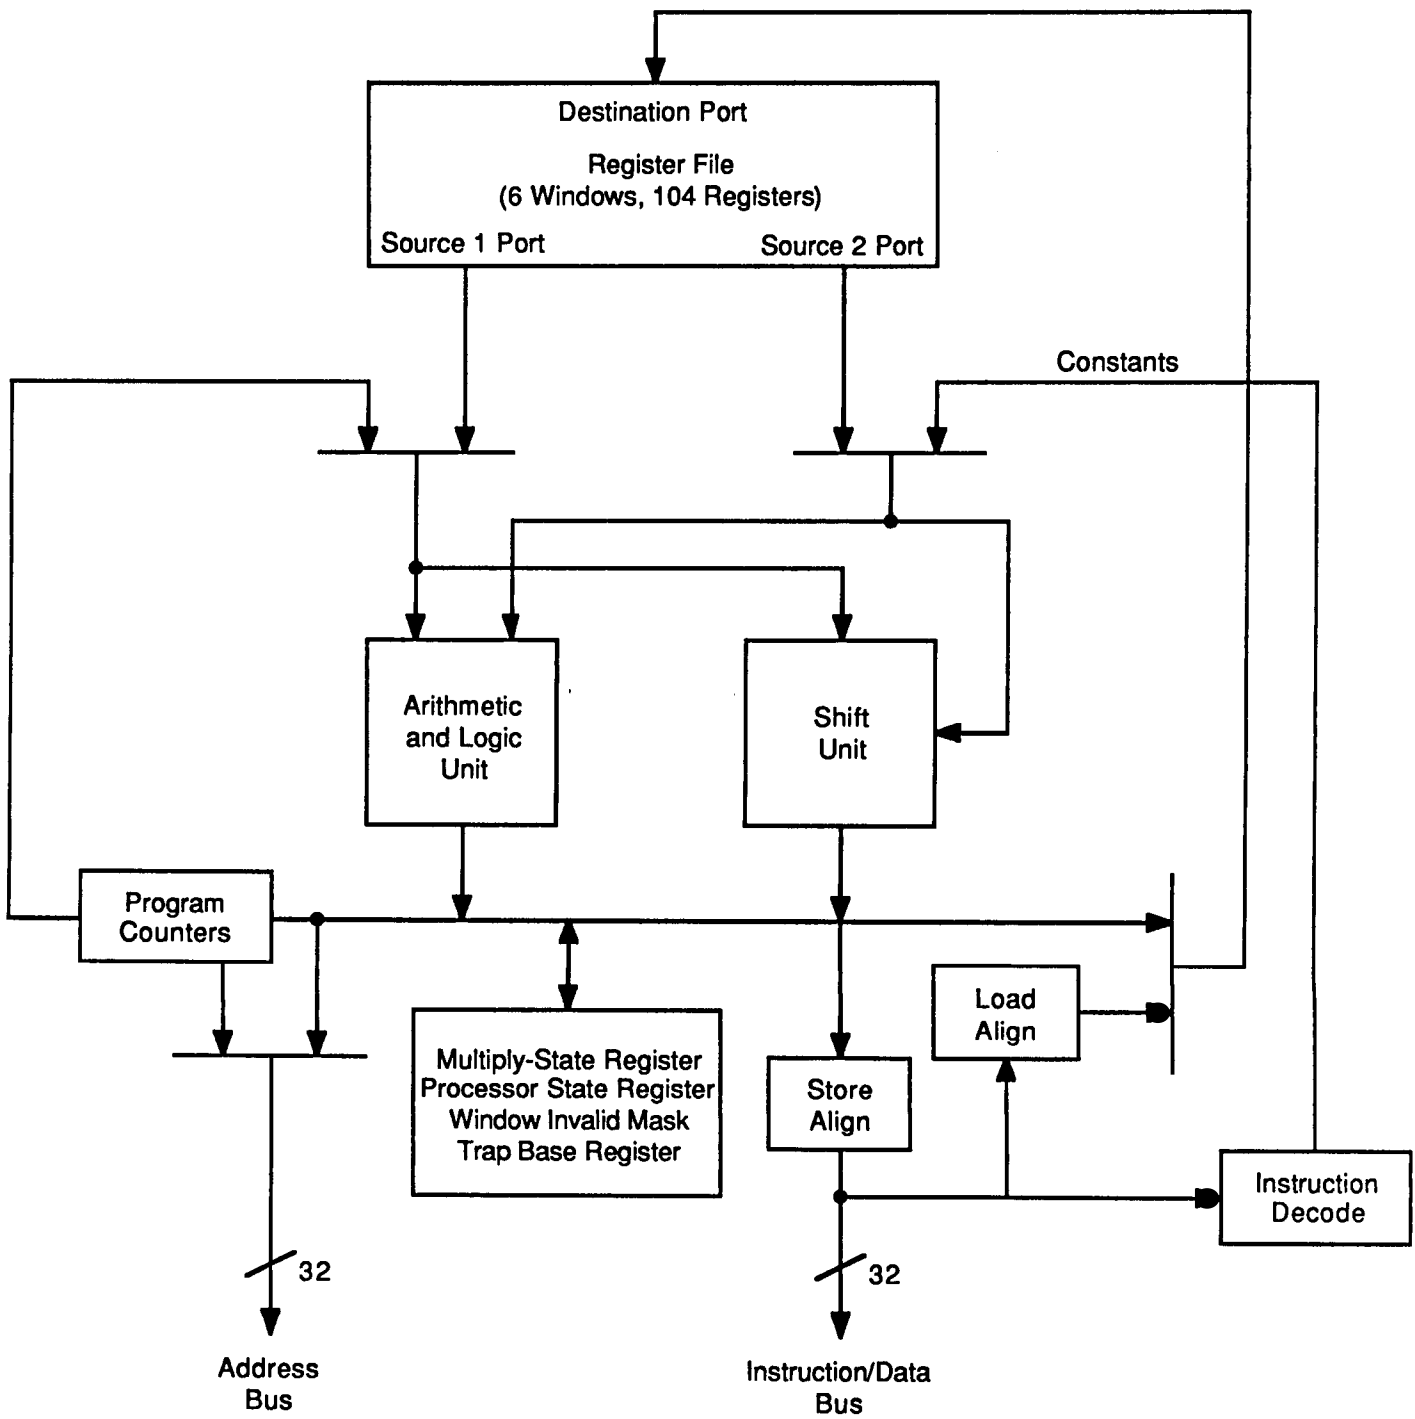 Destination Port
Register File
(6 Windows, 104 Registers)
Source 1 Port
Source 2 Port
Constants
Arithmetic
and Logic
Unit
Shift
Unit
Program
Counters
Load
Align
Multiply-State Register
Processor State Register
Window Invalid Mask
Trap Base Register
Store
Align
Instruction
Decode
32
32
Address
Bus
Instruction/Data
Bus